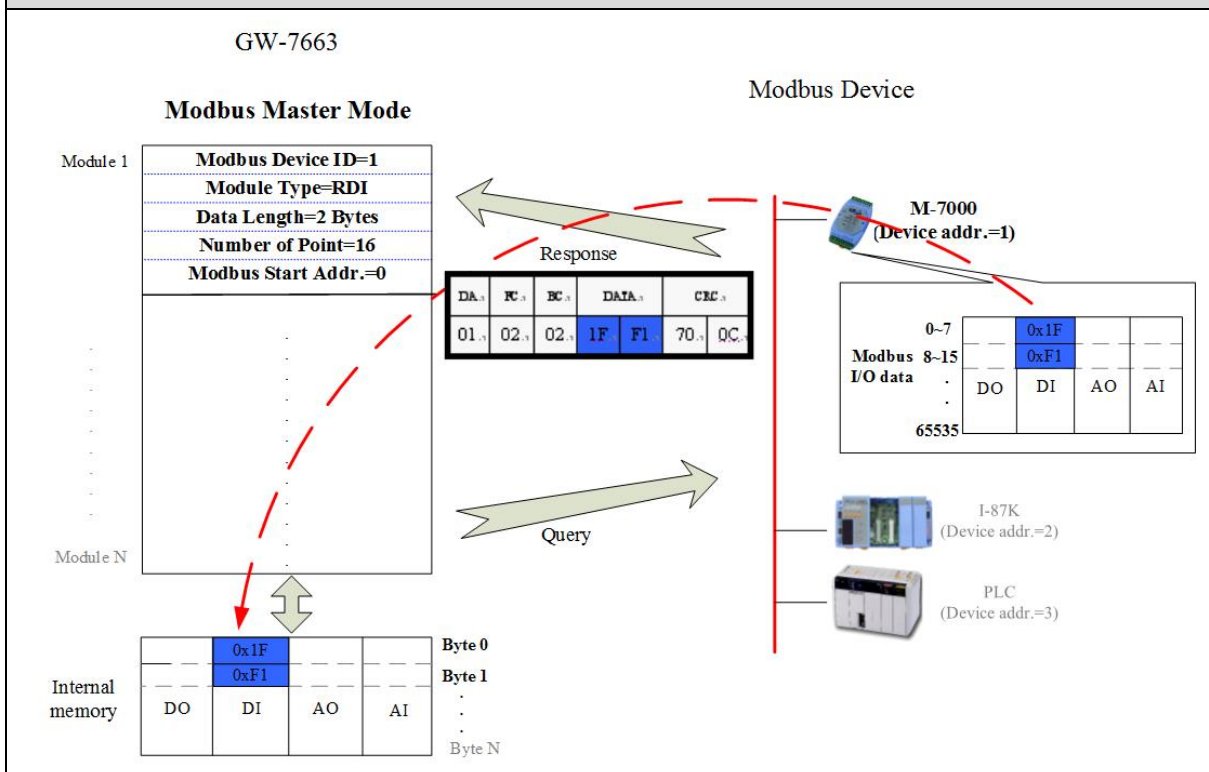 GW-7663
Modbus Device
Modbus Master Mode
Module 1
Modbus Device ID=1
Module Type=RDI
Data Length=2 Bytes
Number of Point=16
Modbus Start Addr.=0
Module N
Response
DA FC BC DATA CRC
01 02 02 1F F1 70 0C
Query
M-7000
(Device addr.=1)
0~7 0x1F
Modbus 8~15 0xF1
I/O data
DO DI AO AI
65535
I-87K
(Device addr.=2)
PLC
(Device addr.=3)
0x1F Byte 0
0xF1 Byte 1
Internal
memory
DO DI AO AI
Byte N